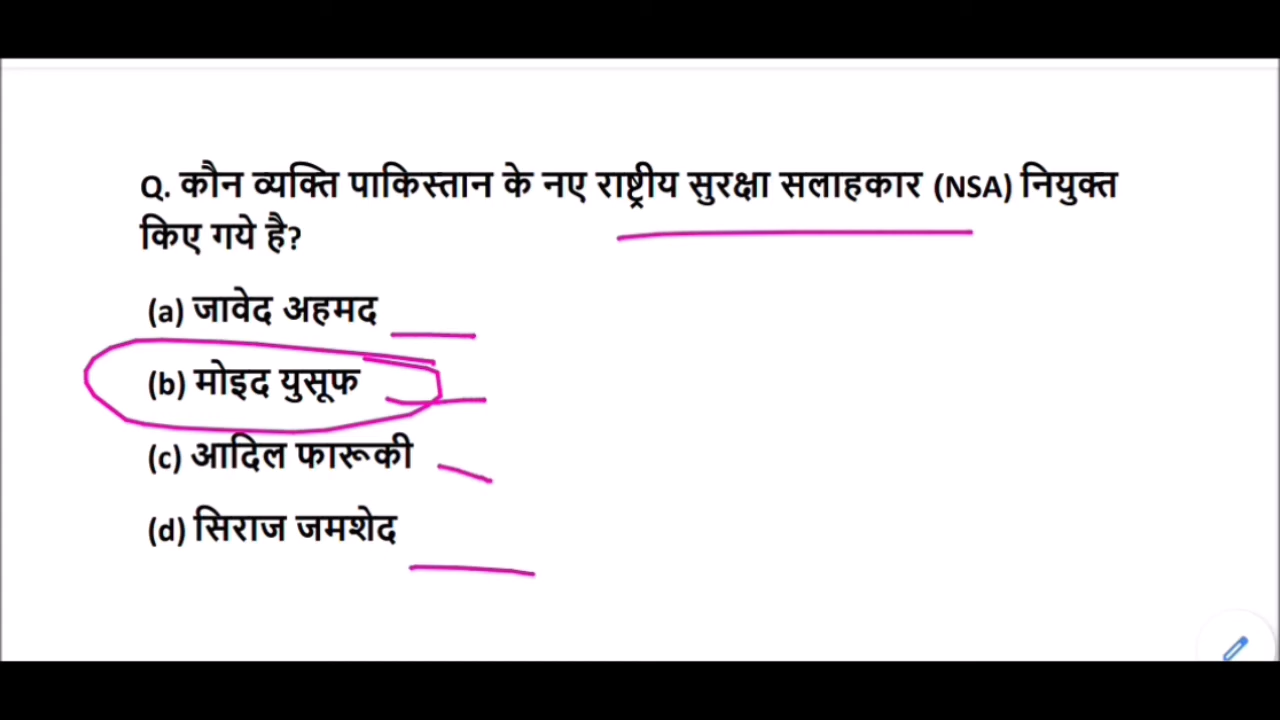 Q. कौन व्यक्ति पाकिस्तान के नए राष्ट्रीय सुरक्षा सलाहकार (NSA) नियुक्त
किए गये है?
(a) जावेद अहमद
(b) मोइद युसूफ
(c) आदिल फारूकी
(d) सिराज जमशेद